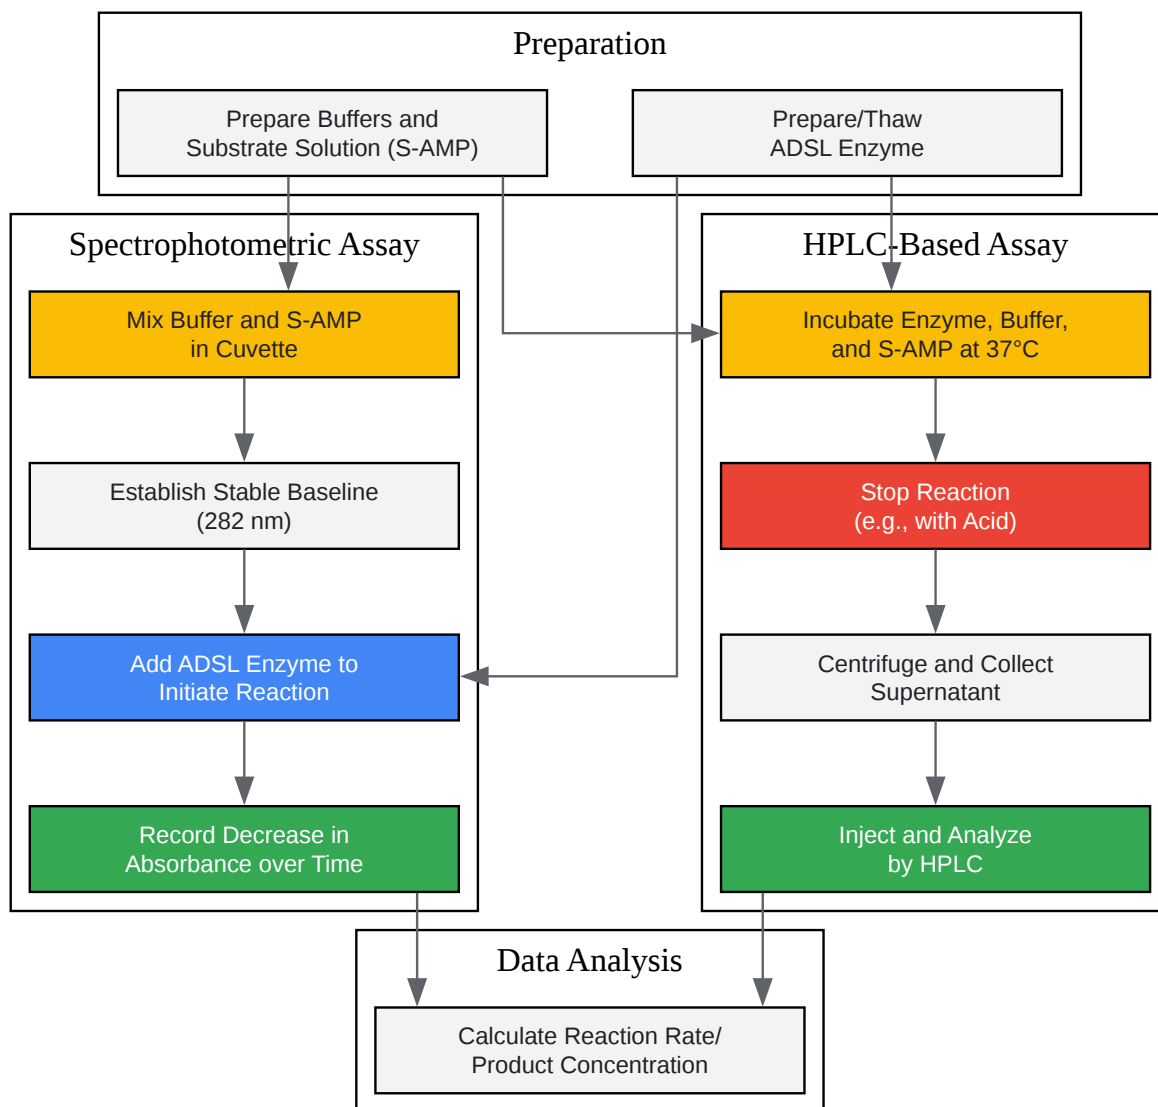 Preparation
Prepare Buffers and
Substrate Solution (S-AMP)
Prepare/Thaw
ADSL Enzyme
Spectrophotometric Assay
Mix Buffer and S-AMP
in Cuvette
Establish Stable Baseline
(282 nm)
Add ADSL Enzyme to
Initiate Reaction
Record Decrease in
Absorbance over Time
HPLC-Based Assay
Incubate Enzyme, Buffer,
and S-AMP at 37°C
Stop Reaction
(e.g., with Acid)
Centrifuge and Collect
Supernatant
Inject and Analyze
by HPLC
Data Analysis
Calculate Reaction Rate/
Product Concentration